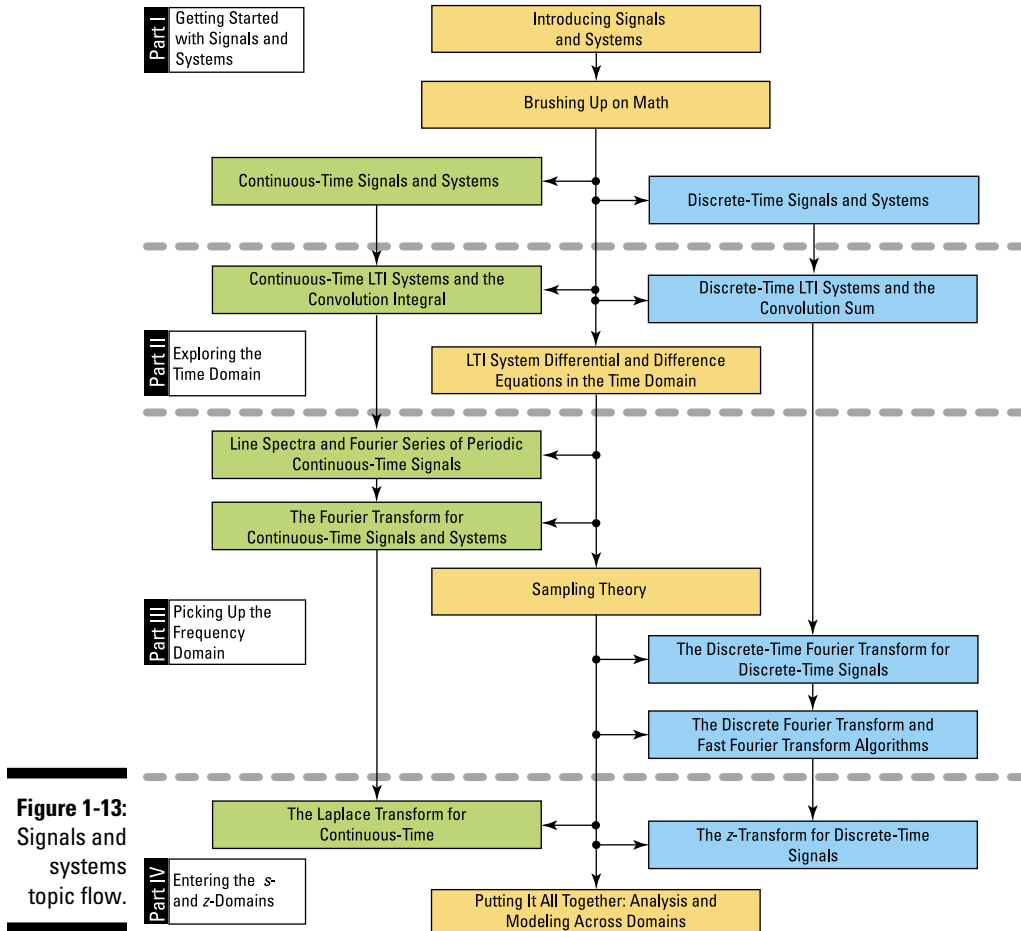 Part I
Getting Started
with Signals and
Systems
Introducing Signals
and Systems
Brushing Up on Math
Continuous-Time Signals and Systems
Discrete-Time Signals and Systems
Continuous-Time LTI Systems and the
Convolution Integral
Discrete-Time LTI Systems and the
Convolution Sum
Part II
Exploring the
Time Domain
LTI System Differential and Difference
Equations in the Time Domain
Line Spectra and Fourier Series of Periodic
Continuous-Time Signals
The Fourier Transform for
Continuous-Time Signals and Systems
Sampling Theory
Part III
Picking Up the
Frequency
Domain
The Discrete-Time Fourier Transform for
Discrete-Time Signals
The Discrete Fourier Transform and
Fast Fourier Transform Algorithms
Figure 1-13:
Signals and
systems
topic flow.
The Laplace Transform for
Continuous-Time
The z-Transform for Discrete-Time
Signals
Part IV
Entering the s-
and z-Domains
Putting It All Together: Analysis and
Modeling Across Domains